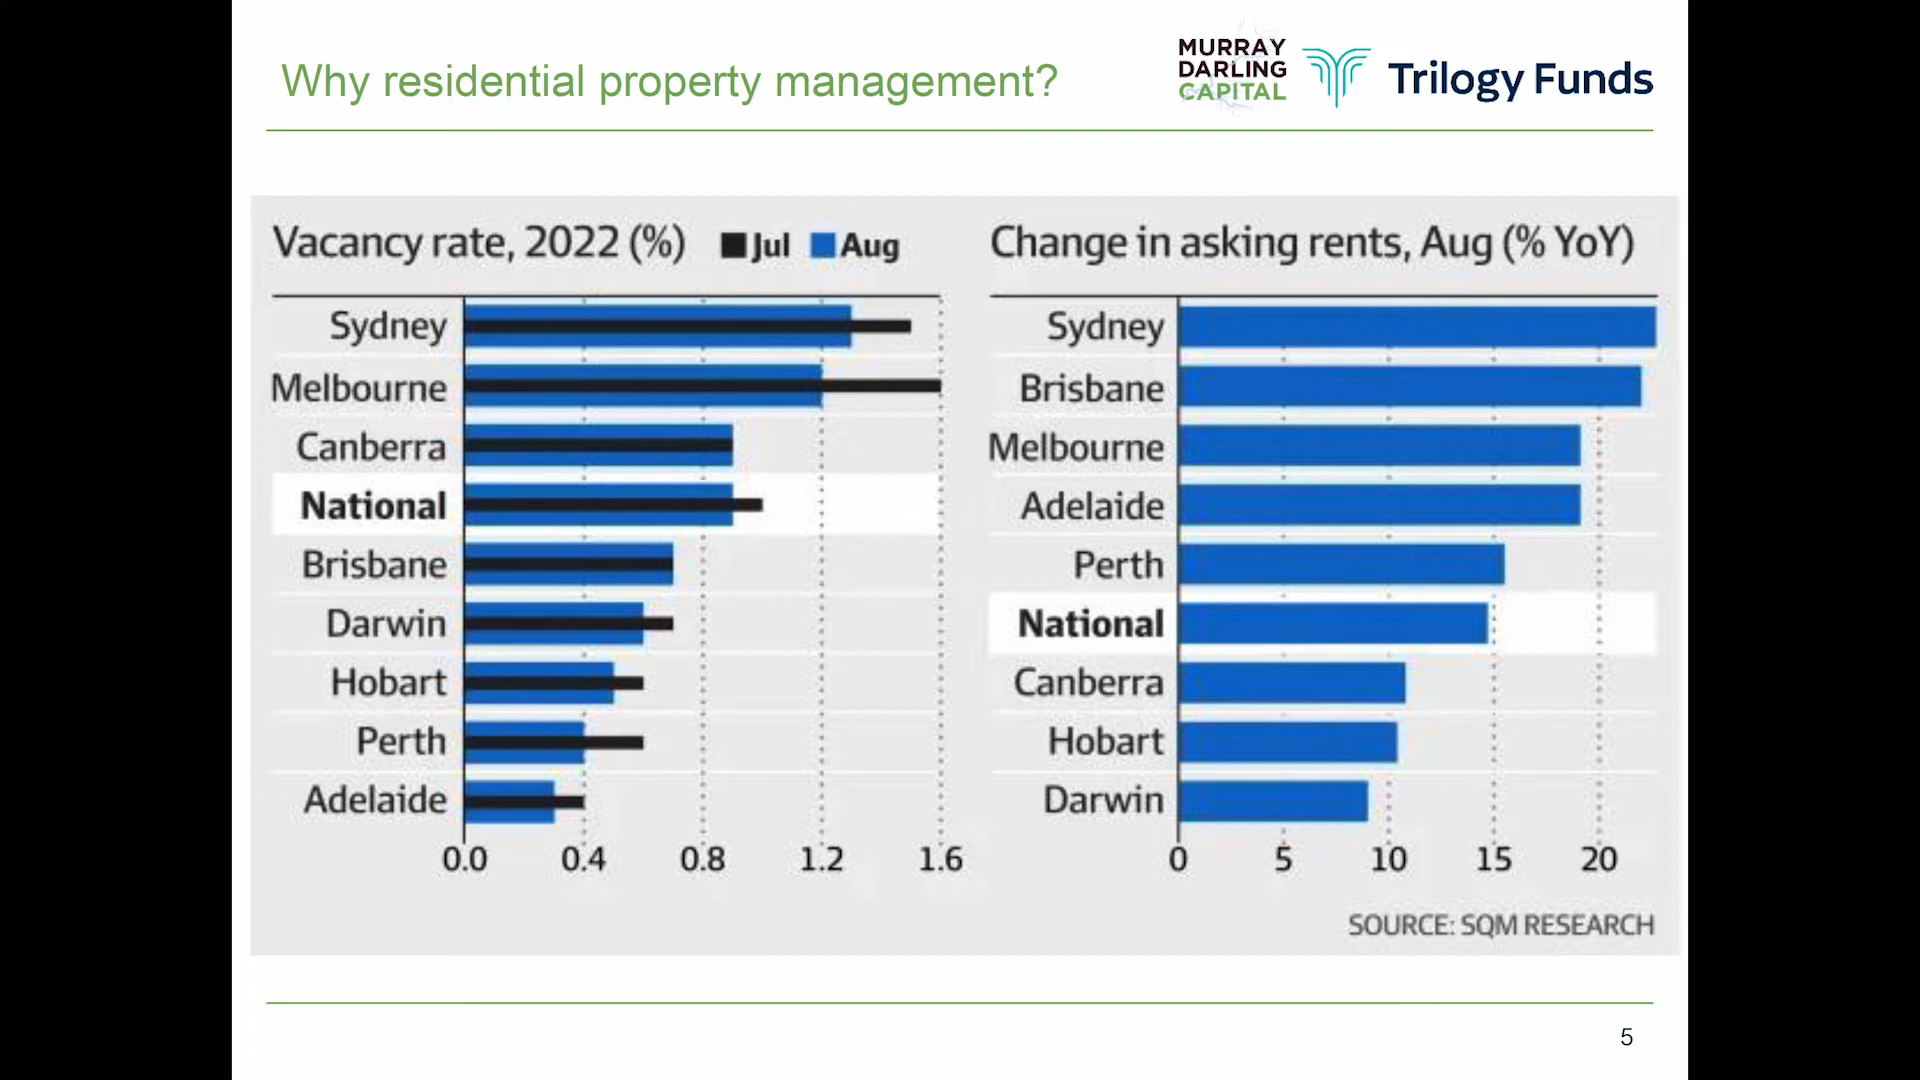 Why residential property management?
MURRAY
DARLING
CAPITAL
Trilogy Funds
Vacancy rate, 2022 (%) Jul Aug
Sydney
Melbourne
Canberra
National
Brisbane
Darwin
Hobart
Perth
Adelaide
0.0 0.4 0.8 1.2 1.6
Change in asking rents, Aug (% YoY)
Sydney
Brisbane
Melbourne
Adelaide
Perth
National
Canberra
Hobart
Darwin
0 5 10 15 20
SOURCE: SQM RESEARCH
5